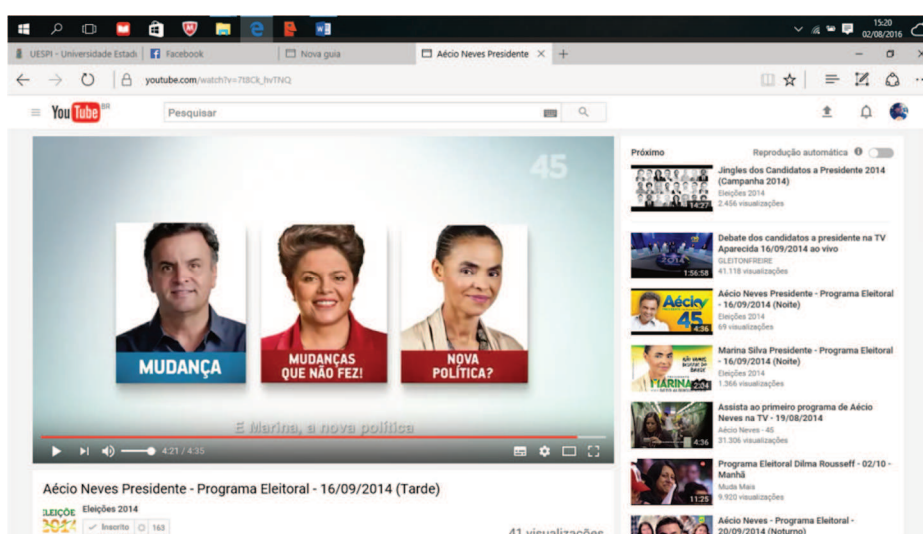 15:20
02/08/2016
UESPI - Universidade Estadu
Facebook
Nova guia
Aécio Neves Presidente
youtube.com/watch?v=7t8Ck_hvTNQ
YouTube BR
Pesquisar
45
MUDANÇA
MUDANÇAS
QUE NÃO FEZ!
NOVA
POLÍTICA?
E Marina, a nova política
4:21 / 4:35
Aécio Neves Presidente - Programa Eleitoral - 16/09/2014 (Tarde)
Eleições 2014
Inscrito
163
41 visualizações
Próximo
Reprodução automática
Jingles dos Candidatos a Presidente 2014
(Campanha 2014)
Eleições 2014
2.456 visualizações
14:27
Debate dos candidatos a presidente na TV
Aparecida 16/09/2014 ao vivo
GLEITONFREIRE
41.118 visualizações
1:56:58
Aécio Neves Presidente - Programa Eleitoral
- 16/09/2014 (Noite)
Eleições 2014
69 visualizações
Aécio
45
4:36
Marina Silva Presidente - Programa Eleitoral
- 16/09/2014 (Noite)
Eleições 2014
1.366 visualizações
MARINA
2:04
Assista ao primeiro programa de Aécio
Neves na TV - 19/08/2014
Aécio Neves - 45
31.306 visualizações
4:36
Programa Eleitoral Dilma Rousseff - 02/10 -
Manhã
Muda Mais
9.920 visualizações
11:25
Aécio Neves - Programa Eleitoral -
20/09/2014 (Noturno)